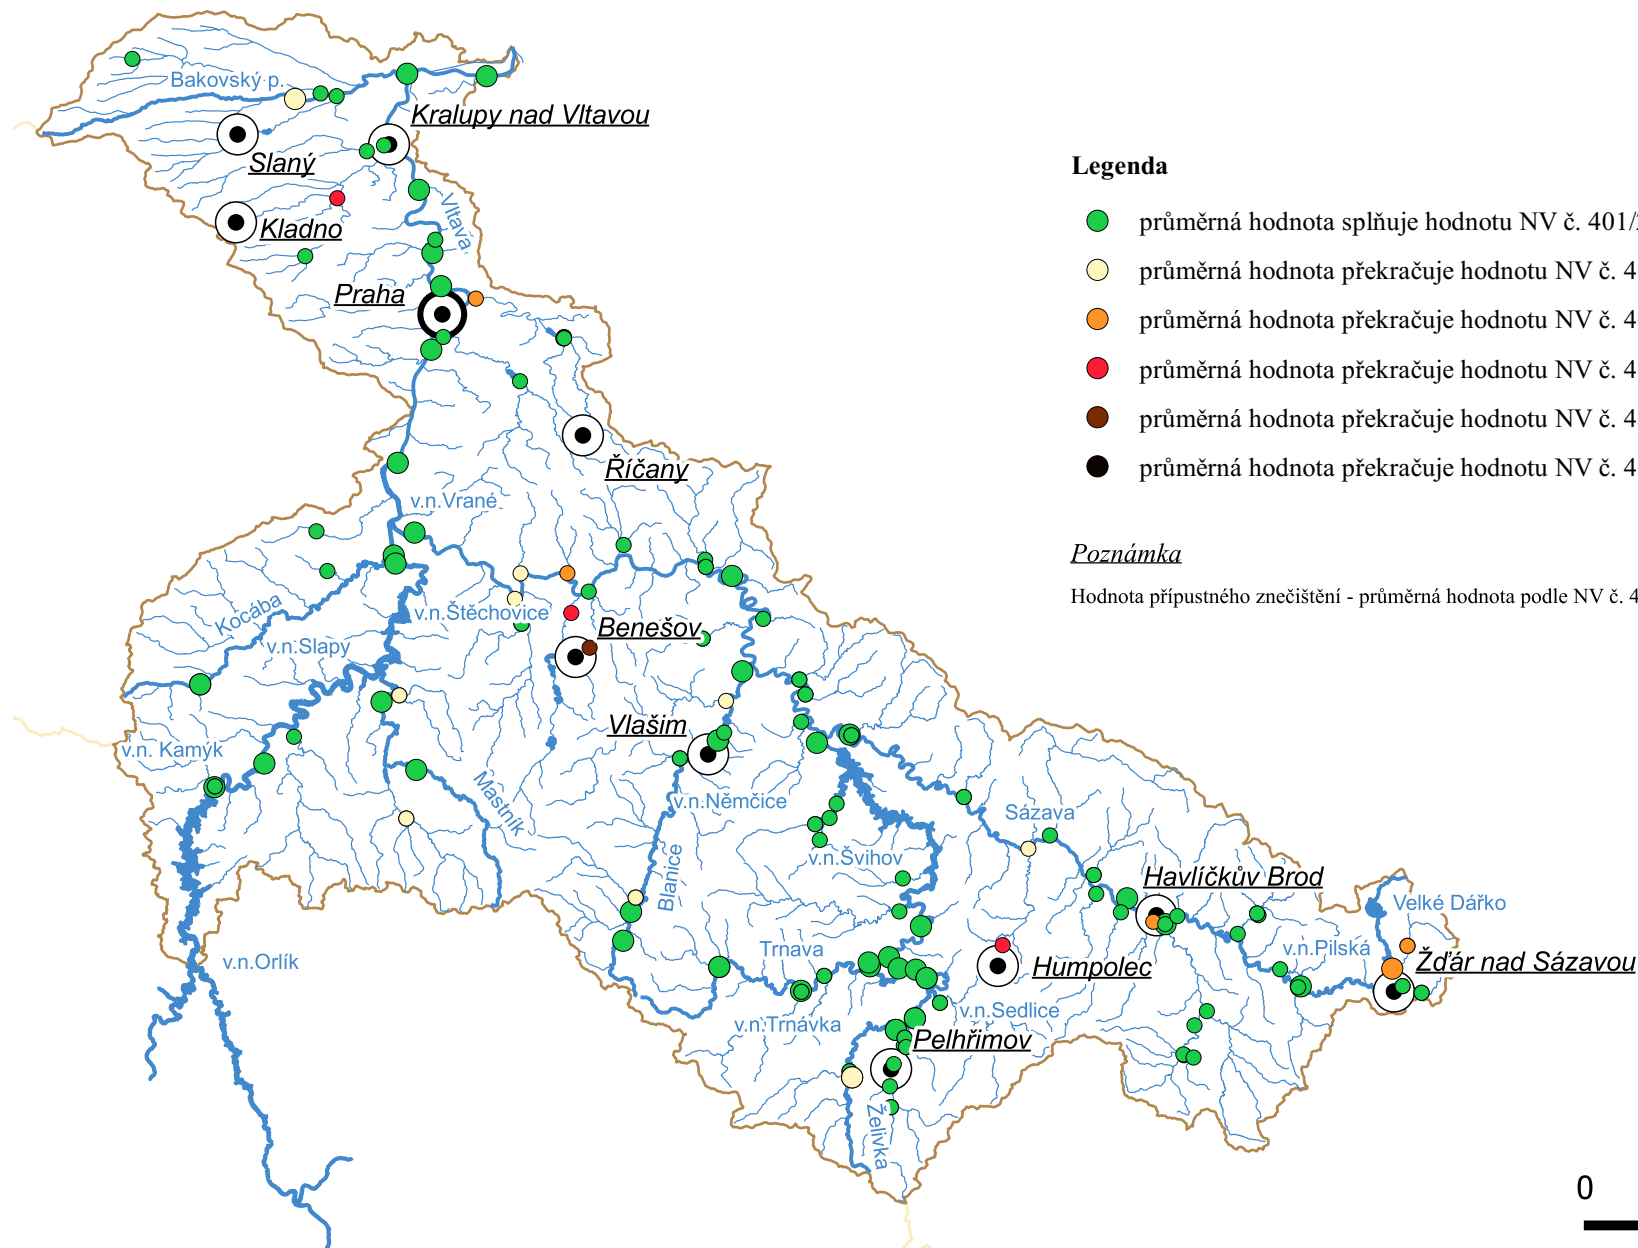 Bakovský p.
Kralupy nad Vltavou
Slaný
Kladno
Vltava
Praha
Říčany
v.n.Vrané
Kocába
v.n.Štěchovice
v.n.Slapy
Benešov
Vlašim
v.n. Kamýk
Mastník
v.n.Němčice
Sázava
v.n.Švihov
Blanice
Havlíčkův Brod
Velké Dářko
Trnava
v.n.Pilská
v.n.Orlík
Humpolec
Žďár nad Sázavou
v.n.Sedlice
v.n.Trnávka
Pelhřimov
Želivka
Legenda
průměrná hodnota splňuje hodnotu NV č. 401/
průměrná hodnota překračuje hodnotu NV č. 4
průměrná hodnota překračuje hodnotu NV č. 4
průměrná hodnota překračuje hodnotu NV č. 4
průměrná hodnota překračuje hodnotu NV č. 4
průměrná hodnota překračuje hodnotu NV č. 4
Poznámka
Hodnota přípustného znečištění - průměrná hodnota podle NV č. 4
0